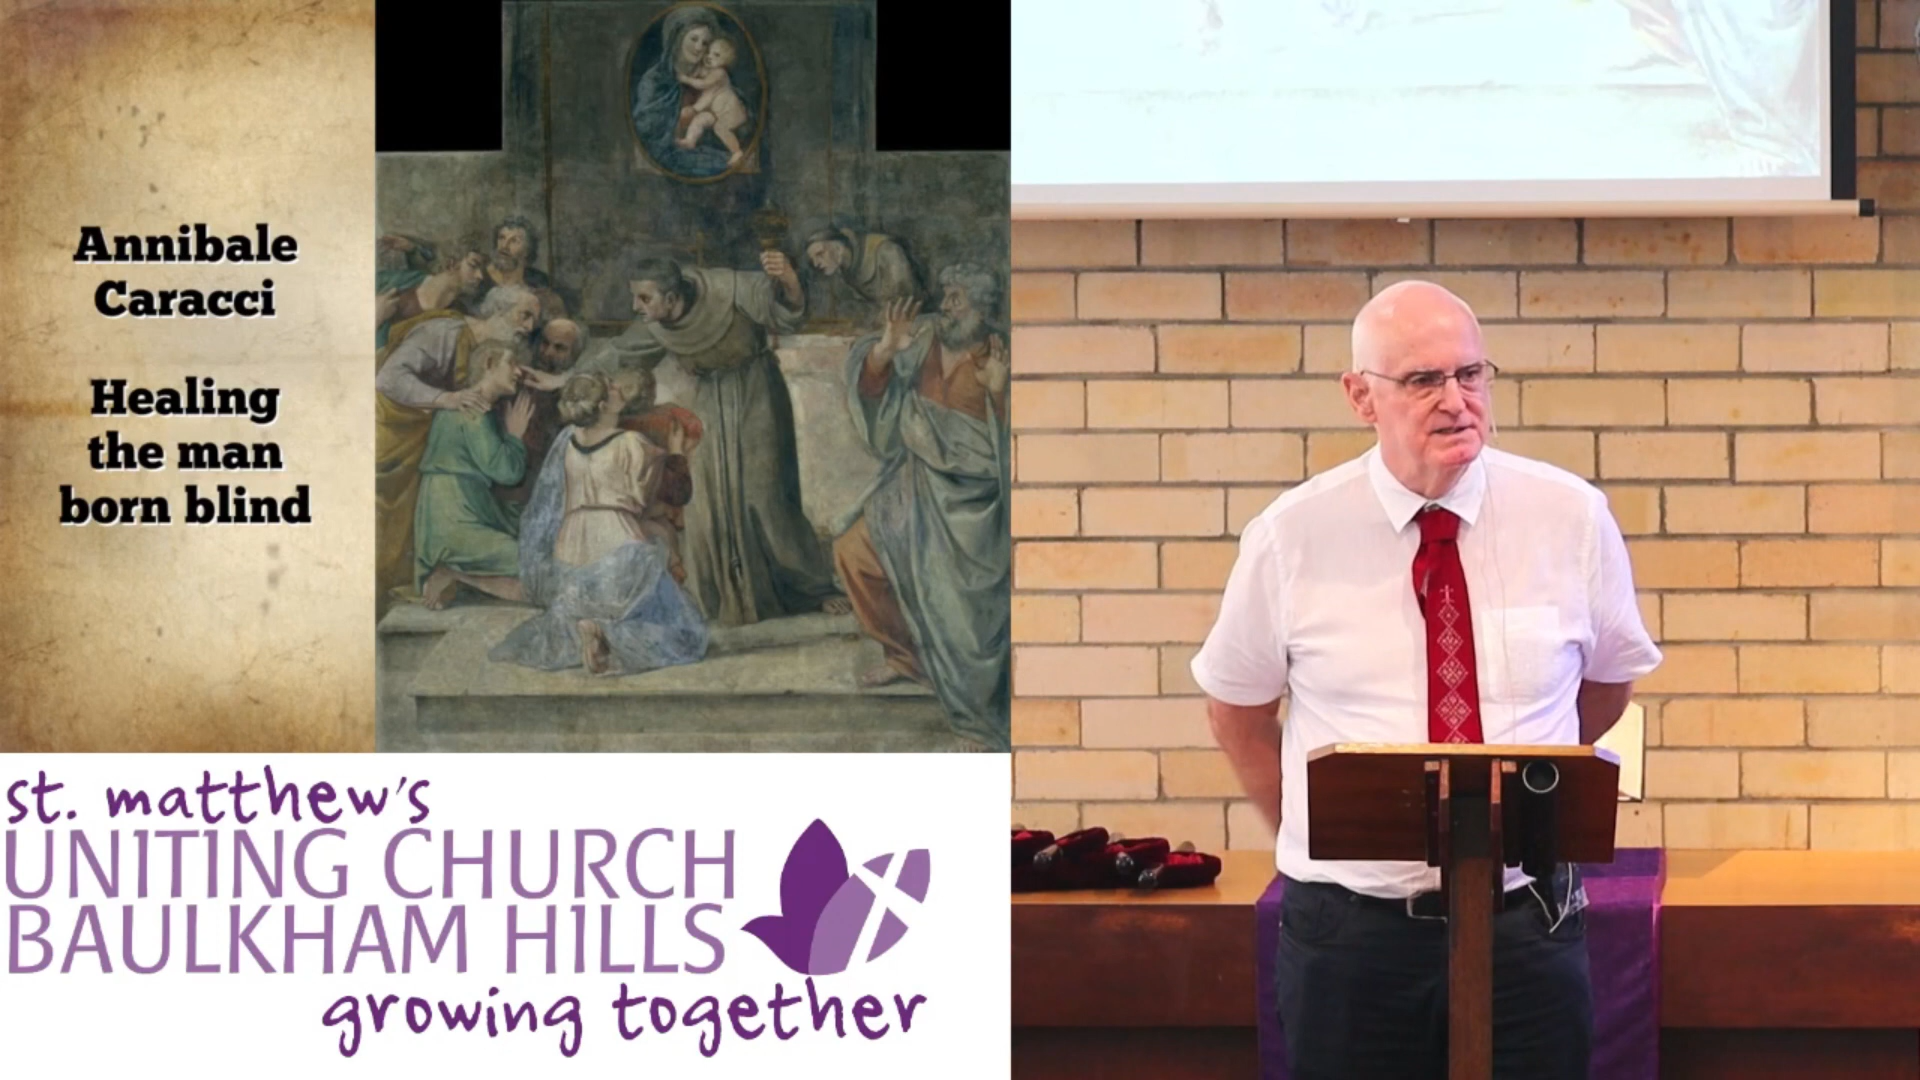 Annibale
Caracci
Healing
the man
born blind
st. matthew's
UNITING CHURCH
BAULKHAM HILLS
growing together